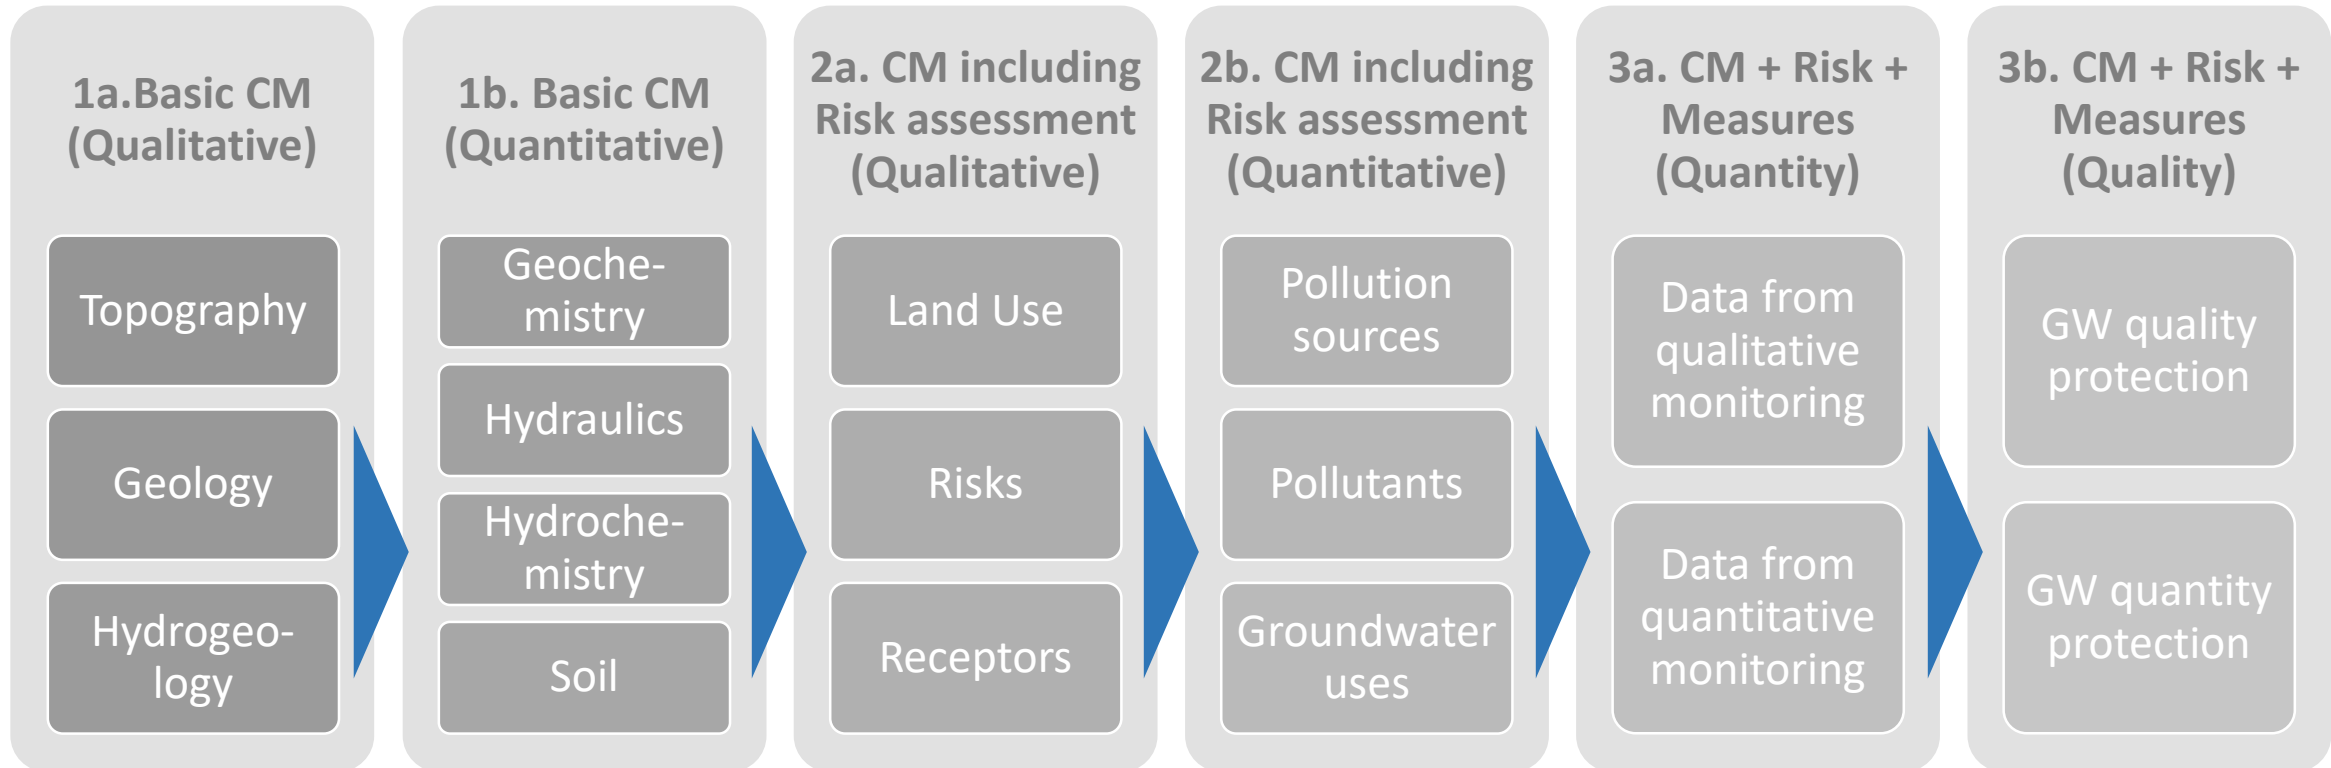 1a.Basic CM
(Qualitative)
Topography
Geology
Hydrogeo-
logy
1b. Basic CM
(Quantitative)
Geoche-
mistry
Hydraulics
Hydroche-
mistry
Soil
2a. CM including
Risk assessment
(Qualitative)
Land Use
Risks
Receptors
2b. CM including
Risk assessment
(Quantitative)
Pollution
sources
Pollutants
Groundwater
uses
3a. CM + Risk +
Measures
(Quantity)
Data from
qualitative
monitoring
Data from
quantitative
monitoring
3b. CM + Risk +
Measures
(Quality)
GW quality
protection
GW quantity
protection